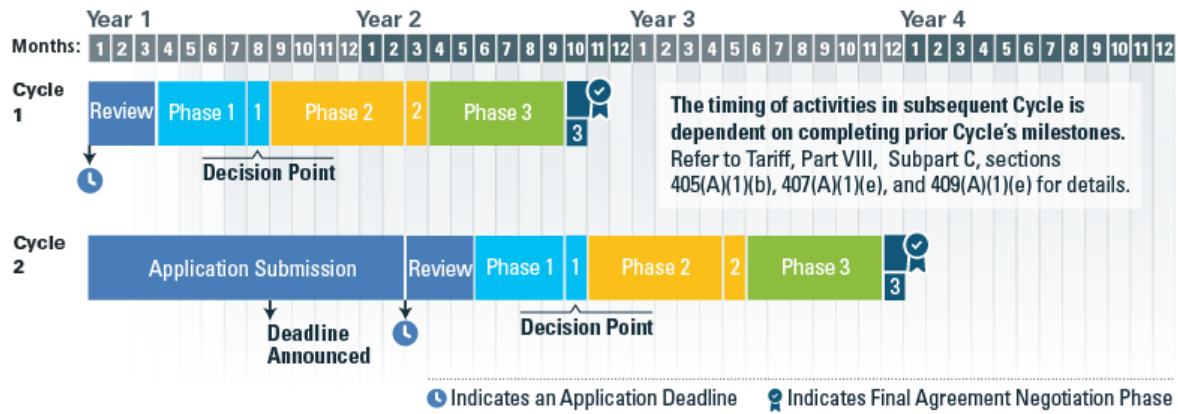 Year 1 Year 2 Year 3 Year 4
Months: 1 2 3 4 5 6 7 8 9 10 11 12 1 2 3 4 5 6 7 8 9 10 11 12 1 2 3 4 5 6 7 8 9 10 11 12 1 2 3 4 5 6 7 8 9 10 11 12
Cycle
1
Review Phase 1 1 Phase 2 2 Phase 3
3
Decision Point
The timing of activities in subsequent Cycle is
dependent on completing prior Cycle's milestones.
Refer to Tariff, Part VIII, Subpart C, sections
405(A)(1)(b), 407(A)(1)(e), and 409(A)(1)(e) for details.
Cycle
2
Application Submission Review Phase 1 1 Phase 2 2 Phase 3
3
Deadline
Announced
Decision Point
Indicates an Application Deadline
Indicates Final Agreement Negotiation Phase